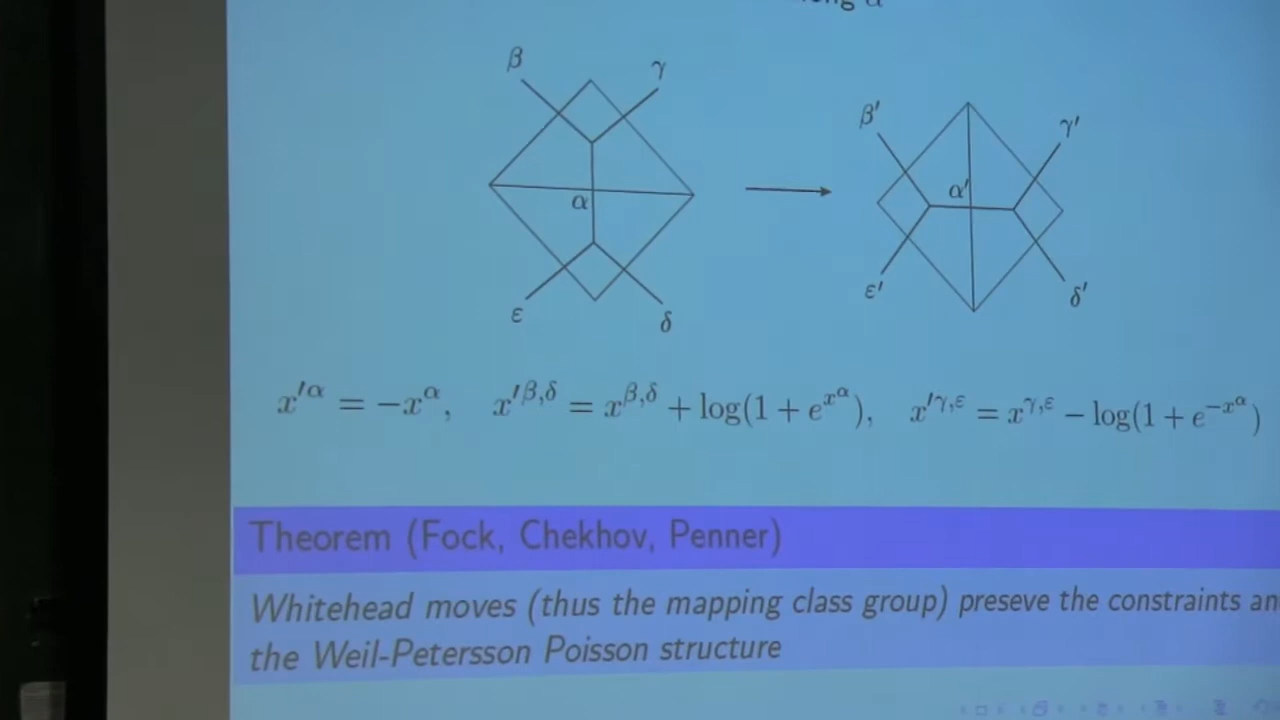 α
β γ
β′ γ′
α α′
ε δ ε′ δ′
x′^α = −x^α, x′^{β,δ} = x^{β,δ} + log(1 + e^{x^α}), x′^{γ,ε} = x^{γ,ε} − log(1 + e^{−x^α})
Theorem (Fock, Chekhov, Penner)
Whitehead moves (thus the mapping class group) preseve the constraints an
the Weil-Petersson Poisson structure